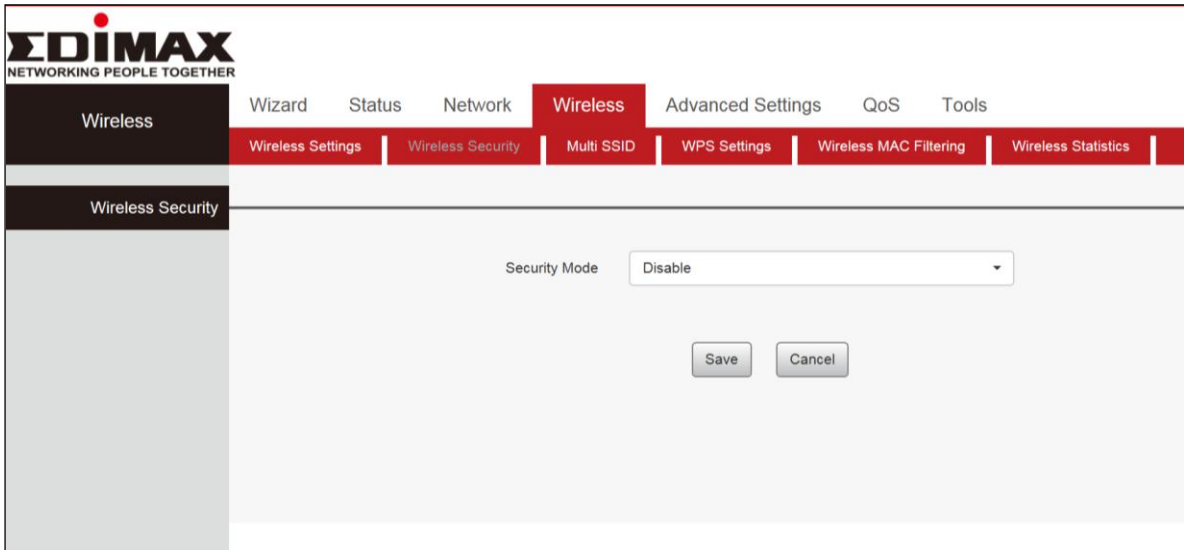 EDIMAX
NETWORKING PEOPLE TOGETHER
Wireless
Wizard Status Network Wireless Advanced Settings QoS Tools
Wireless Settings Wireless Security Multi SSID WPS Settings Wireless MAC Filtering Wireless Statistics
Wireless Security
Security Mode Disable
Save Cancel